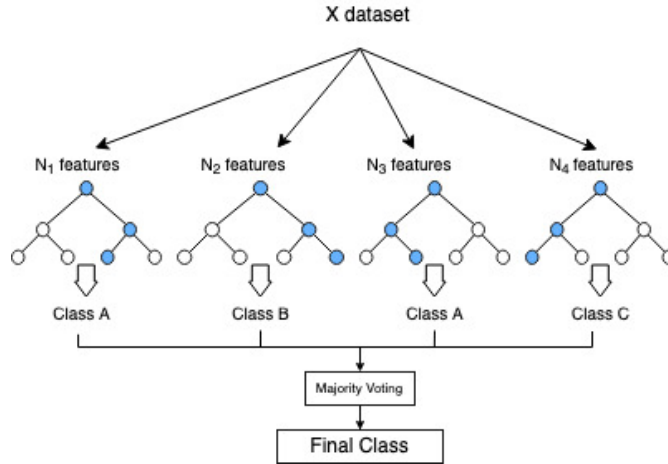 X dataset
N₁ features
N₂ features
N₃ features
N₄ features
Class A
Class B
Class A
Class C
Majority Voting
Final Class